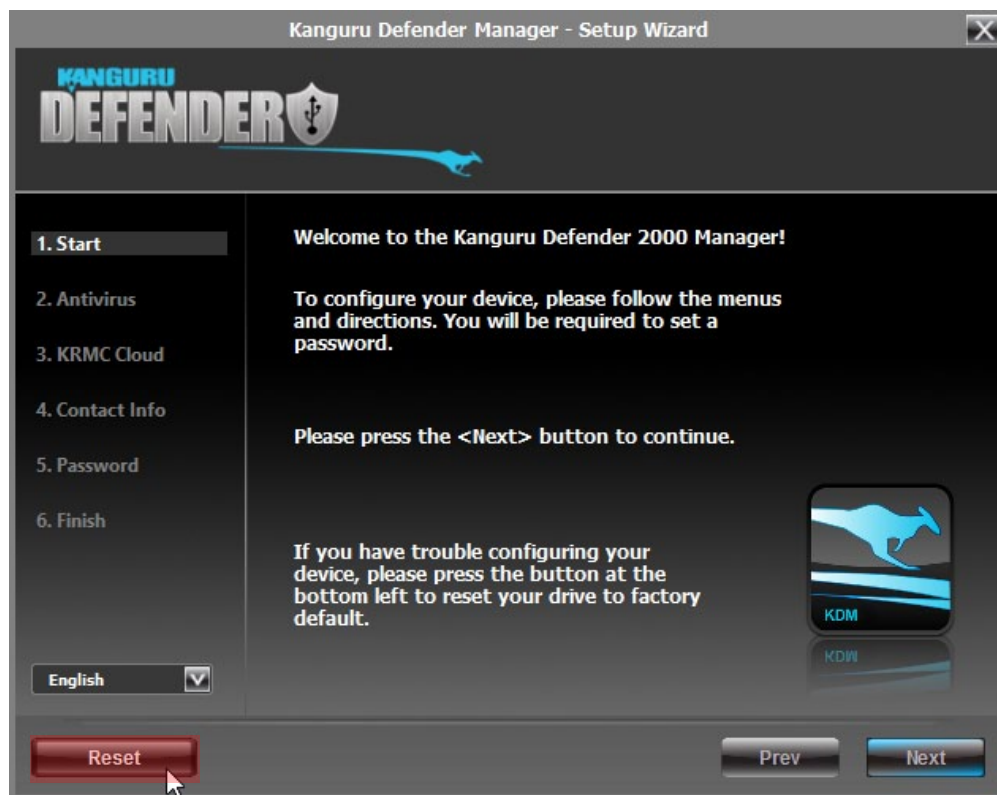 Kanguru Defender Manager - Setup Wizard
KANGURU
DEFENDER
1. Start
2. Antivirus
3. KRMC Cloud
4. Contact Info
5. Password
6. Finish
English
Welcome to the Kanguru Defender 2000 Manager!
To configure your device, please follow the menus
and directions. You will be required to set a
password.
Please press the <Next> button to continue.
If you have trouble configuring your
device, please press the button at the
bottom left to reset your drive to factory
default.
KDM
Reset
Prev
Next